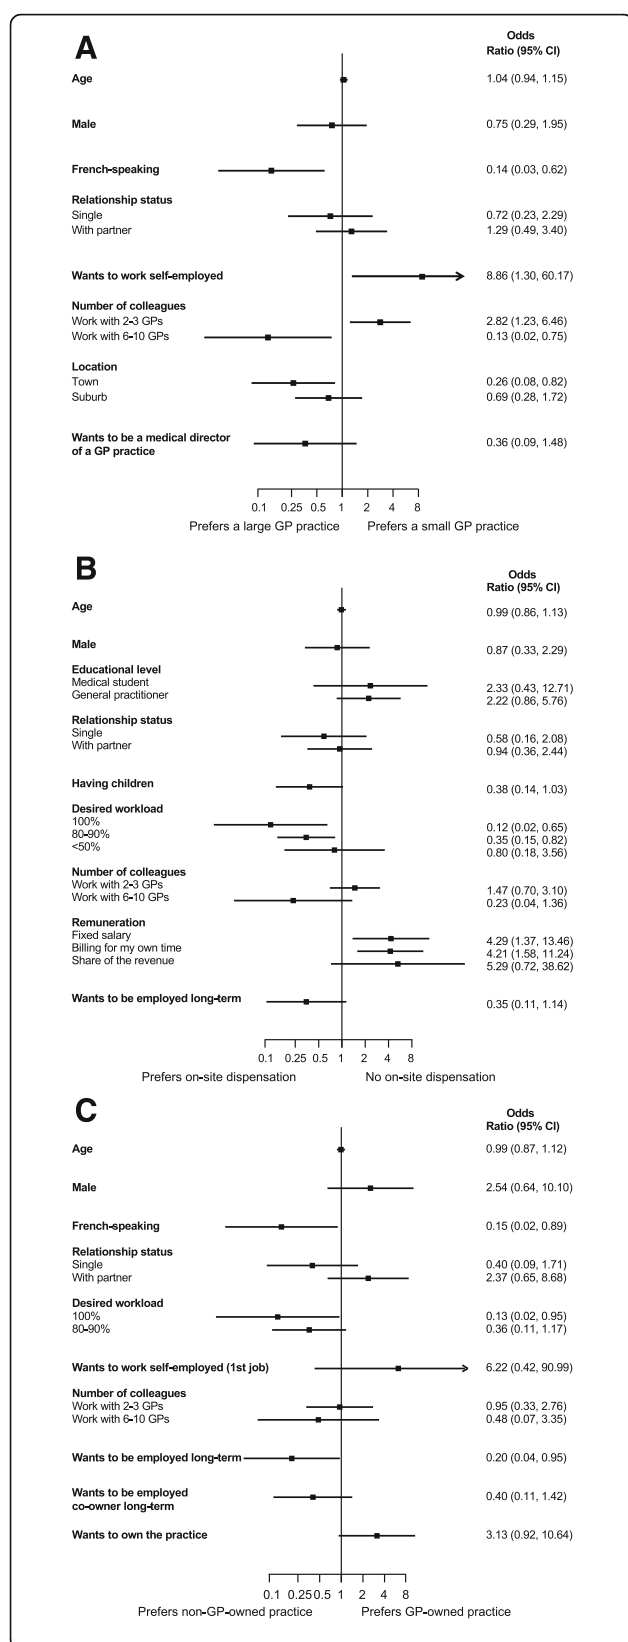 A
Odds
Ratio (95% CI)
Age 1.04 (0.94, 1.15)
Male 0.75 (0.29, 1.95)
French-speaking 0.14 (0.03, 0.62)
Relationship status
Single 0.72 (0.23, 2.29)
With partner 1.29 (0.49, 3.40)
Wants to work self-employed 8.86 (1.30, 60.17)
Number of colleagues
Work with 2-3 GPs 2.82 (1.23, 6.46)
Work with 6-10 GPs 0.13 (0.02, 0.75)
Location
Town 0.26 (0.08, 0.82)
Suburb 0.69 (0.28, 1.72)
Wants to be a medical director
of a GP practice 0.36 (0.09, 1.48)
0.1 0.25 0.5 1 2 4 8
Prefers a large GP practice Prefers a small GP practice
B
Odds
Ratio (95% CI)
Age 0.99 (0.86, 1.13)
Male 0.87 (0.33, 2.29)
Educational level
Medical student 2.33 (0.43, 12.71)
General practitioner 2.22 (0.86, 5.76)
Relationship status
Single 0.58 (0.16, 2.08)
With partner 0.94 (0.36, 2.44)
Having children 0.38 (0.14, 1.03)
Desired workload
100% 0.12 (0.02, 0.65)
80-90% 0.35 (0.15, 0.82)
<50% 0.80 (0.18, 3.56)
Number of colleagues
Work with 2-3 GPs 1.47 (0.70, 3.10)
Work with 6-10 GPs 0.23 (0.04, 1.36)
Remuneration
Fixed salary 4.29 (1.37, 13.46)
Billing for my own time 4.21 (1.58, 11.24)
Share of the revenue 5.29 (0.72, 38.62)
Wants to be employed long-term 0.35 (0.11, 1.14)
0.1 0.25 0.5 1 2 4 8
Prefers on-site dispensation No on-site dispensation
C
Odds
Ratio (95% CI)
Age 0.99 (0.87, 1.12)
Male 2.54 (0.64, 10.10)
French-speaking 0.15 (0.02, 0.89)
Relationship status
Single 0.40 (0.09, 1.71)
With partner 2.37 (0.65, 8.68)
Desired workload
100% 0.13 (0.02, 0.95)
80-90% 0.36 (0.11, 1.17)
Wants to work self-employed (1st job) 6.22 (0.42, 90.99)
Number of colleagues
Work with 2-3 GPs 0.95 (0.33, 2.76)
Work with 6-10 GPs 0.48 (0.07, 3.35)
Wants to be employed long-term 0.20 (0.04, 0.95)
Wants to be employed
co-owner long-term 0.40 (0.11, 1.42)
Wants to own the practice 3.13 (0.92, 10.64)
0.1 0.25 0.5 1 2 4 8
Prefers non-GP-owned practice Prefers GP-owned practice